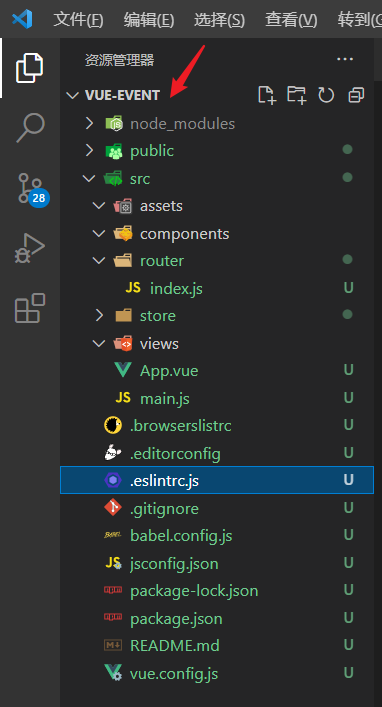 文件(F) 编辑(E) 选择(S) 查看(V) 转到(G
资源管理器
VUE-EVENT
node_modules
public
src
assets
components
router
JS index.js U
store
views
App.vue U
JS main.js U
.browserslistrc U
.editorconfig U
.eslintrc.js U
.gitignore U
BABEL babel.config.js U
JS jsconfig.json U
package-lock.json U
package.json U
README.md U
vue.config.js U
28